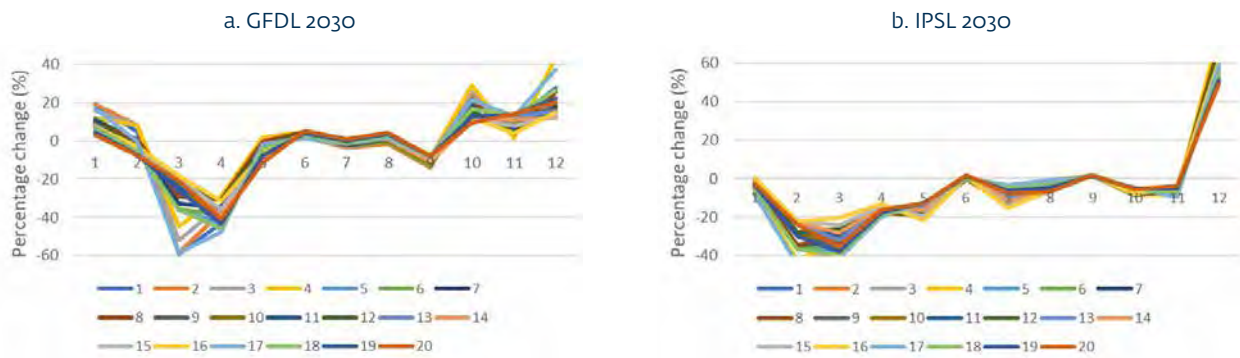 a. GFDL 2030
Percentage change (%)
40
20
0
-20
-40
-60
1 2 3 4 5 6 7 8 9 10 11 12
1 2 3 4 5 6 7
8 9 10 11 12 13 14
15 16 17 18 19 20
b. IPSL 2030
Percentage change (%)
60
40
20
0
-20
-40
1 2 3 4 5 6 7 8 9 10 11 12
1 2 3 4 5 6 7
8 9 10 11 12 13 14
15 16 17 18 19 20